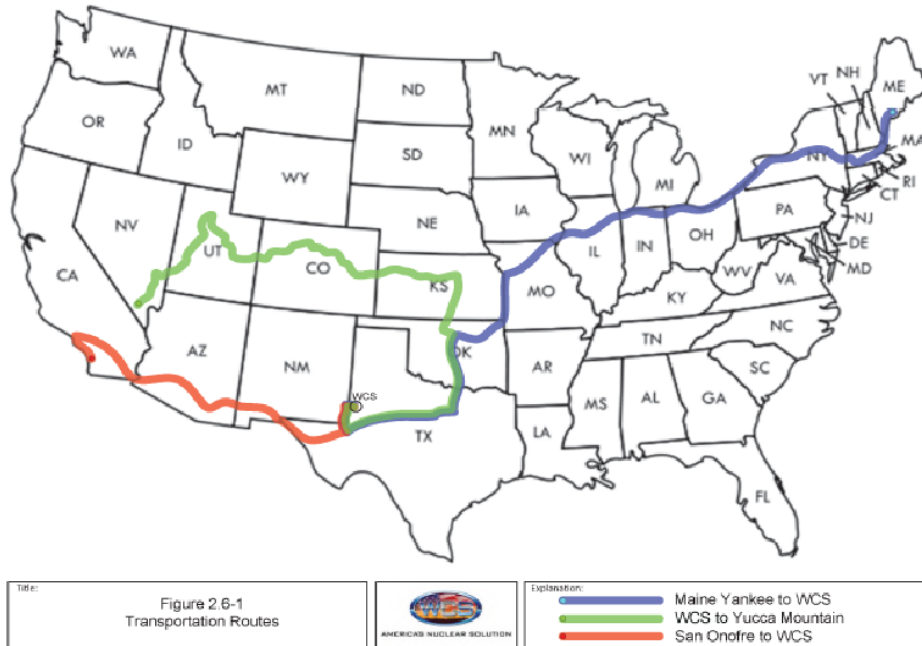 WA
MT
ND
MN
VT
NH
ME
OR
ID
SD
WI
MI
NY
MA
WY
IA
RI
CT
NV
NE
PA
NJ
UT
CO
IL
IN
OH
DE
MD
CA
KS
MO
WV
VA
KY
AZ
NM
OK
AR
TN
NC
SC
WCS
MS
AL
GA
TX
LA
FL
Title:
Figure 2.6-1
Transportation Routes
WCS
AMERICA'S NUCLEAR SOLUTION
Explanation:
Maine Yankee to WCS
WCS to Yucca Mountain
San Onofre to WCS